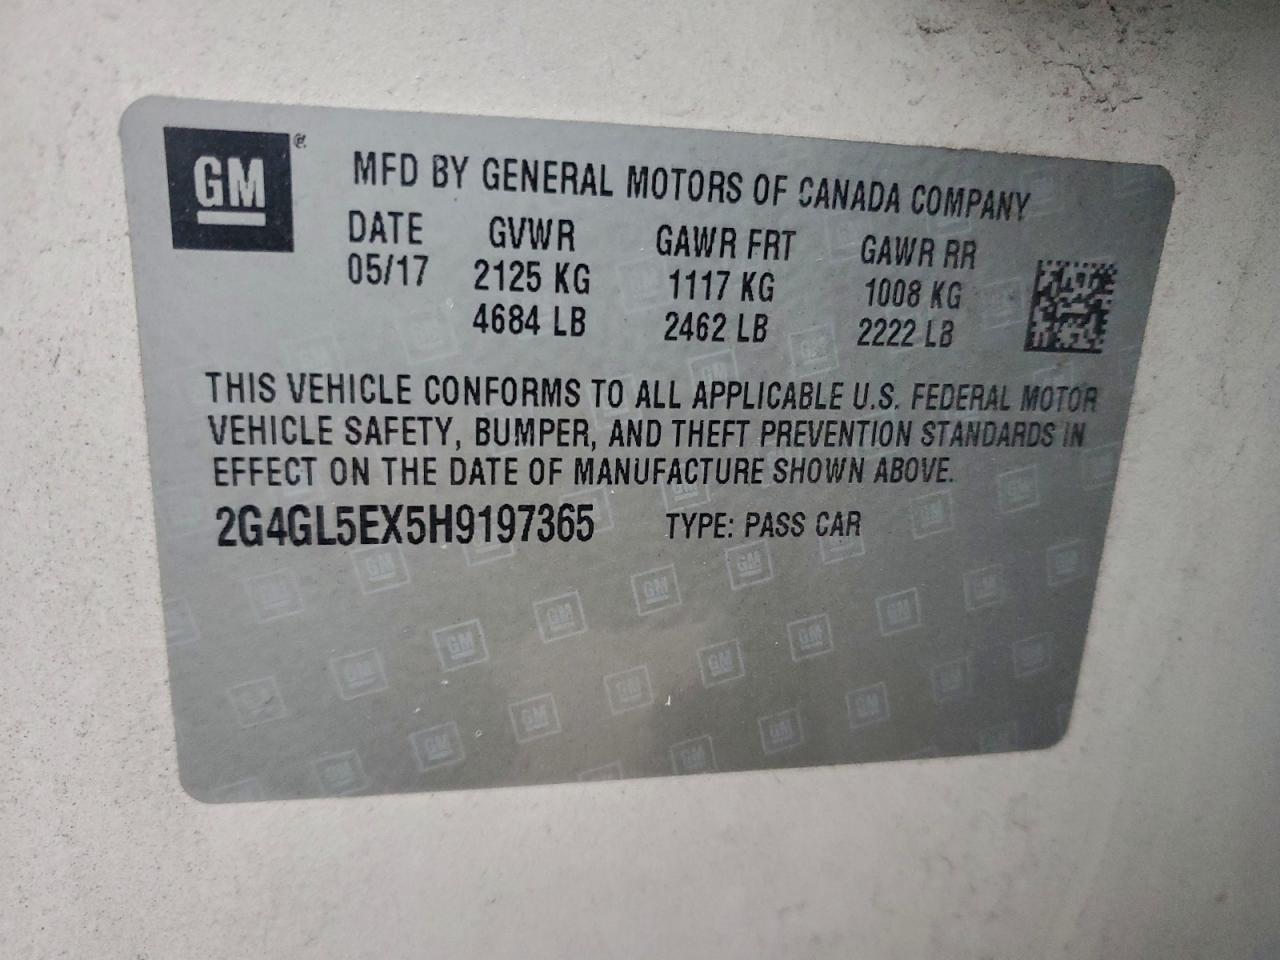 GM ®
MFD BY GENERAL MOTORS OF CANADA COMPANY
DATE GVWR GAWR FRT GAWR RR
05/17 2125 KG 1117 KG 1008 KG
4684 LB 2462 LB 2222 LB
THIS VEHICLE CONFORMS TO ALL APPLICABLE U.S. FEDERAL MOTOR
VEHICLE SAFETY, BUMPER, AND THEFT PREVENTION STANDARDS IN
EFFECT ON THE DATE OF MANUFACTURE SHOWN ABOVE.
2G4GL5EX5H9197365 TYPE: PASS CAR